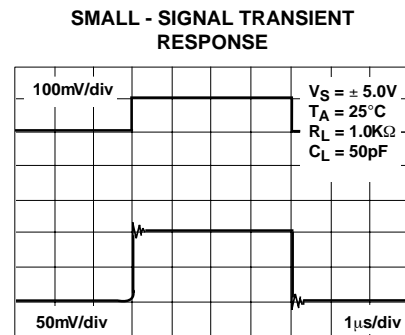 SMALL - SIGNAL TRANSIENT
RESPONSE
100mV/div
VS = ± 5.0V
TA = 25°C
RL = 1.0KΩ
CL = 50pF
50mV/div
1µs/div